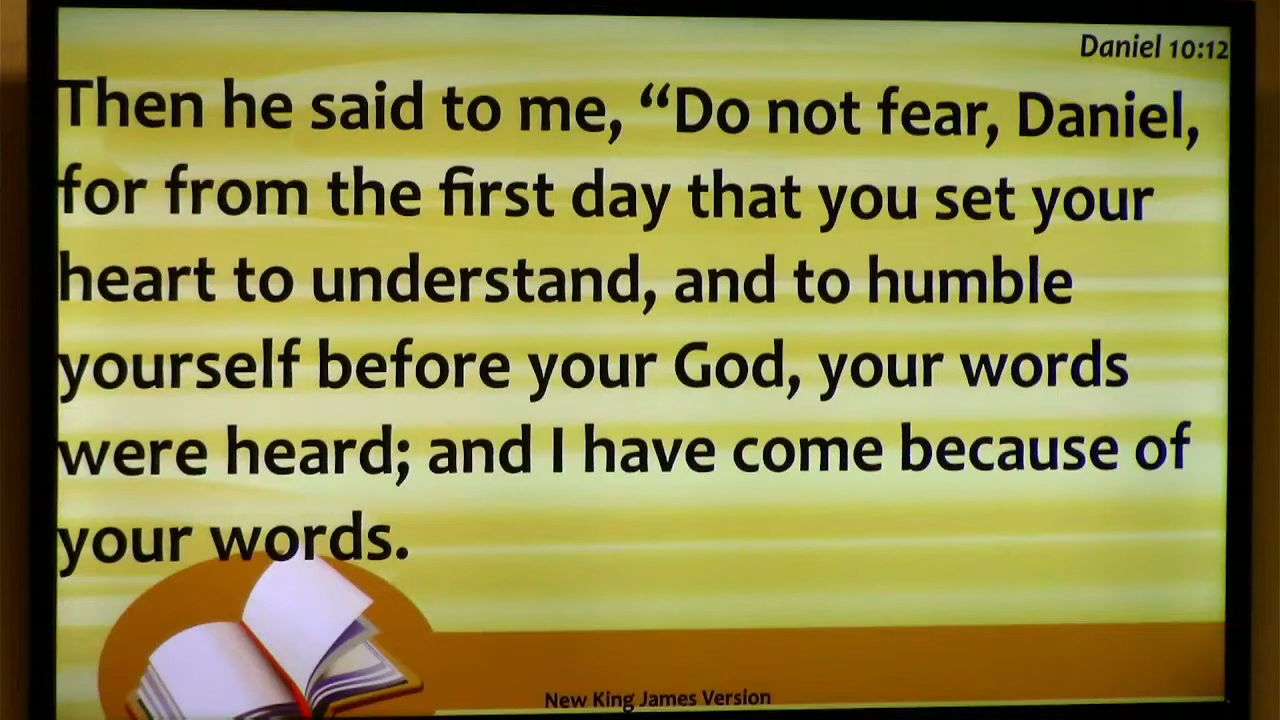 Daniel 10:12
Then he said to me, “Do not fear, Daniel,
for from the first day that you set your
heart to understand, and to humble
yourself before your God, your words
were heard; and I have come because of
your words.
New King James Version